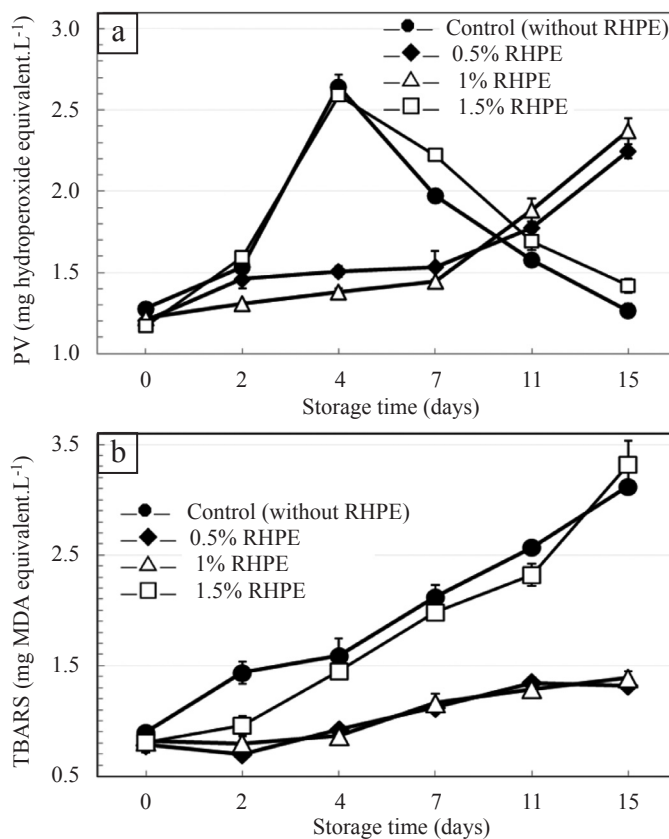 a
PV (mg hydroperoxide equivalent.L-1)
3.0
2.5
2.0
1.5
1.0
Control (without RHPE)
0.5% RHPE
1% RHPE
1.5% RHPE
0 2 4 7 11 15
Storage time (days)
b
TBARS (mg MDA equivalent.L-1)
3.5
2.5
1.5
0.5
Control (without RHPE)
0.5% RHPE
1% RHPE
1.5% RHPE
0 2 4 7 11 15
Storage time (days)